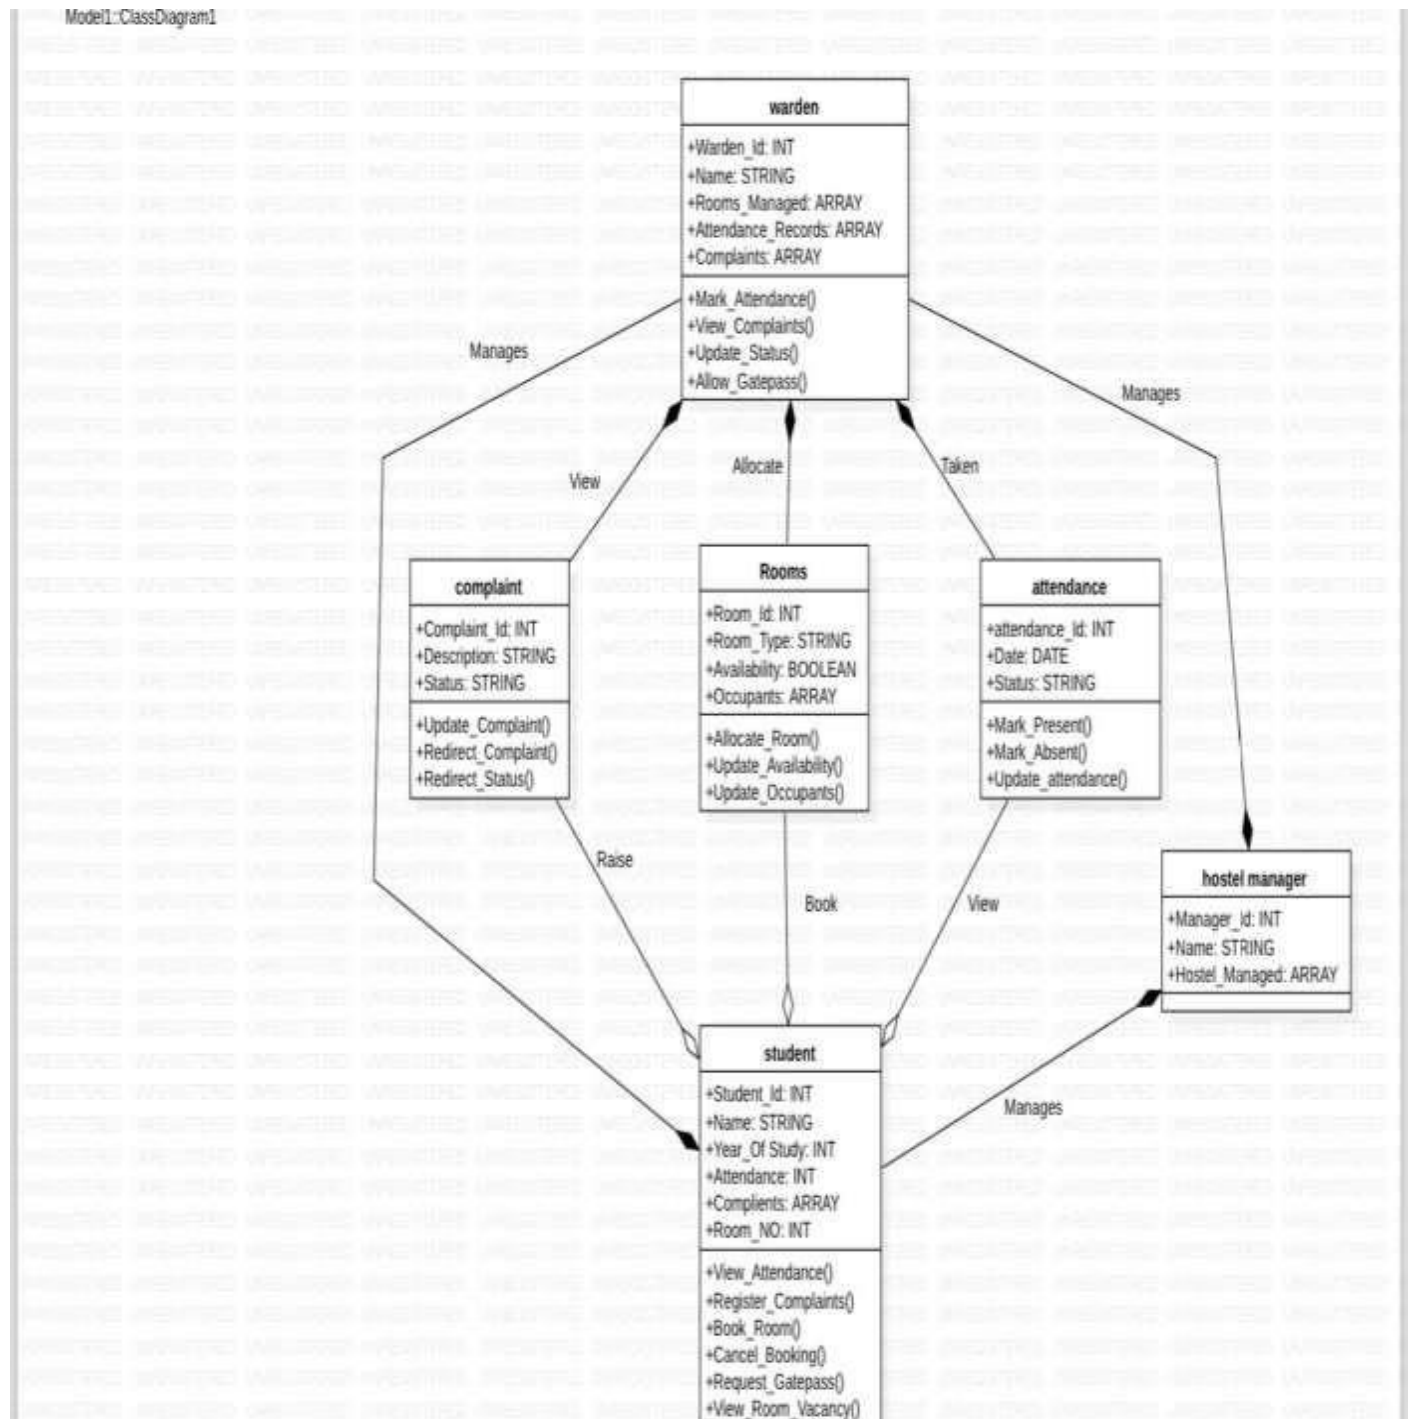 Model1::ClassDiagram1
warden
+Warden_Id: INT
+Name: STRING
+Rooms_Managed: ARRAY
+Attendance_Records: ARRAY
+Complaints: ARRAY
+Mark_Attendance()
+View_Complaints()
+Update_Status()
+Allow_Gatepass()
Manages
Manages
View
Allocate
Taken
complaint
+Complaint_Id: INT
+Description: STRING
+Status: STRING
+Update_Complaint()
+Redirect_Complaint()
+Redirect_Status()
Rooms
+Room_Id: INT
+Room_Type: STRING
+Availability: BOOLEAN
+Occupants: ARRAY
+Allocate_Room()
+Update_Availability()
+Update_Occupants()
attendance
+attendance_Id: INT
+Date: DATE
+Status: STRING
+Mark_Present()
+Mark_Absent()
+Update_attendance()
Raise
Book
View
hostel manager
+Manager_Id: INT
+Name: STRING
+Hostel_Managed: ARRAY
Manages
student
+Student_Id: INT
+Name: STRING
+Year_Of Study: INT
+Attendance: INT
+Complients: ARRAY
+Room_NO: INT
+View_Attendance()
+Register_Complaints()
+Book_Room()
+Cancel_Booking()
+Request_Gatepass()
+View_Room_Vacancy()